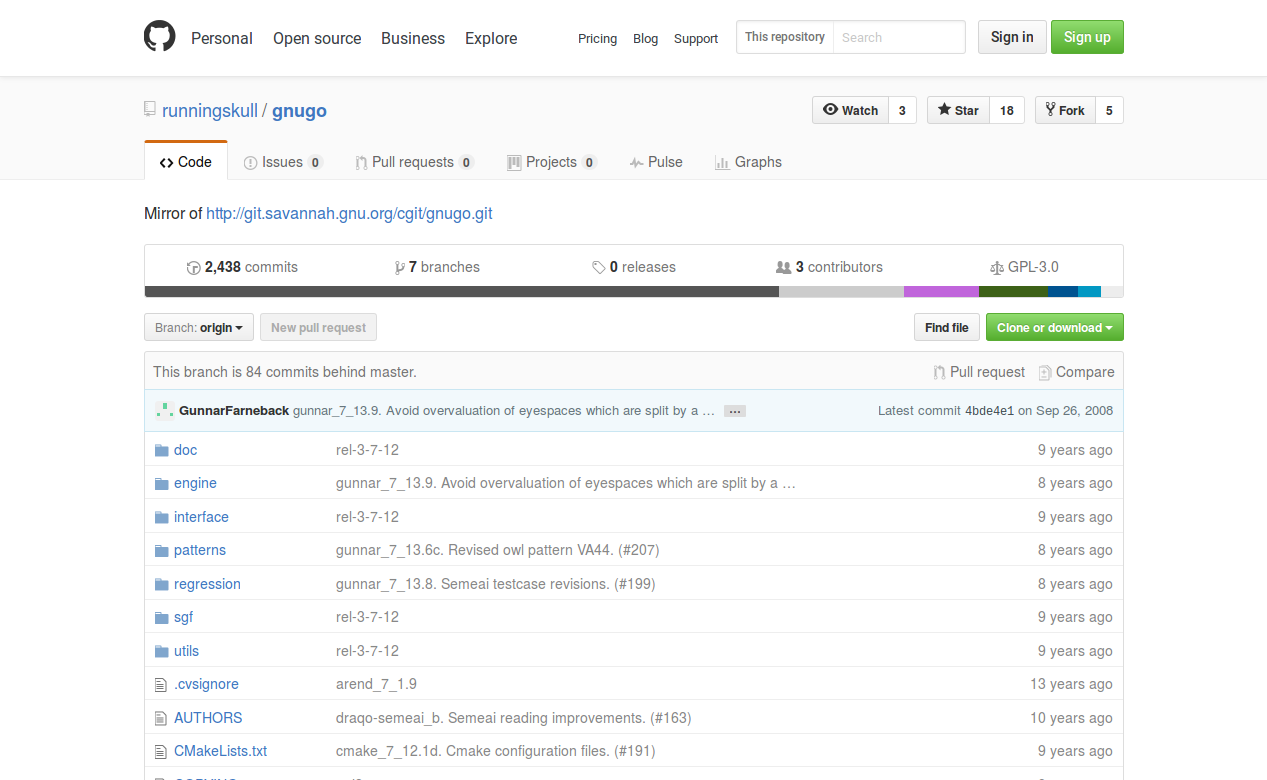 Personal Open source Business Explore Pricing Blog Support This repository Search Sign in Sign up
runningskull / gnugo Watch 3 Star 18 Fork 5
Code Issues 0 Pull requests 0 Projects 0 Pulse Graphs
Mirror of http://git.savannah.gnu.org/cgit/gnugo.git
2,438 commits 7 branches 0 releases 3 contributors GPL-3.0
Branch: origin New pull request Find file Clone or download
This branch is 84 commits behind master. Pull request Compare
GunnarFarneback gunnar_7_13.9. Avoid overvaluation of eyespaces which are split by a … … Latest commit 4bde4e1 on Sep 26, 2008
doc rel-3-7-12 9 years ago
engine gunnar_7_13.9. Avoid overvaluation of eyespaces which are split by a … 8 years ago
interface rel-3-7-12 9 years ago
patterns gunnar_7_13.6c. Revised owl pattern VA44. (#207) 8 years ago
regression gunnar_7_13.8. Semeai testcase revisions. (#199) 8 years ago
sgf rel-3-7-12 9 years ago
utils rel-3-7-12 9 years ago
.cvsignore arend_7_1.9 13 years ago
AUTHORS draqo-semeai_b. Semeai reading improvements. (#163) 10 years ago
CMakeLists.txt cmake_7_12.1d. Cmake configuration files. (#191) 9 years ago